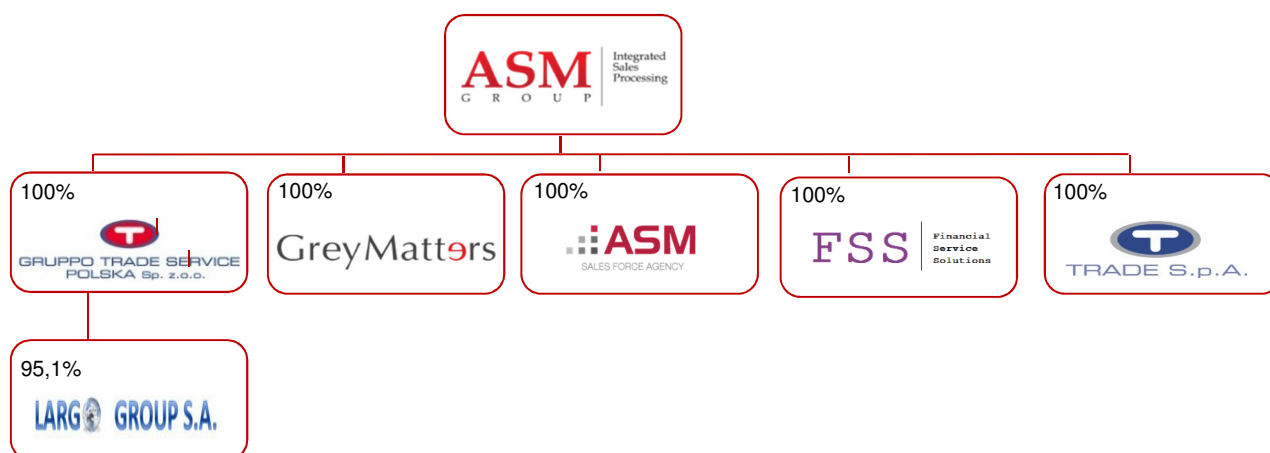 ASM
GROUP
Integrated
Sales
Processing
100%
T
GRUPPO TRADE SERVICE
POLSKA Sp. z.o.o.
100%
GreyMatters
100%
ASM
SALES FORCE AGENCY
100%
FSS
Financial
Service
Solutions
100%
T
TRADE S.p.A.
95,1%
LARGO GROUP S.A.